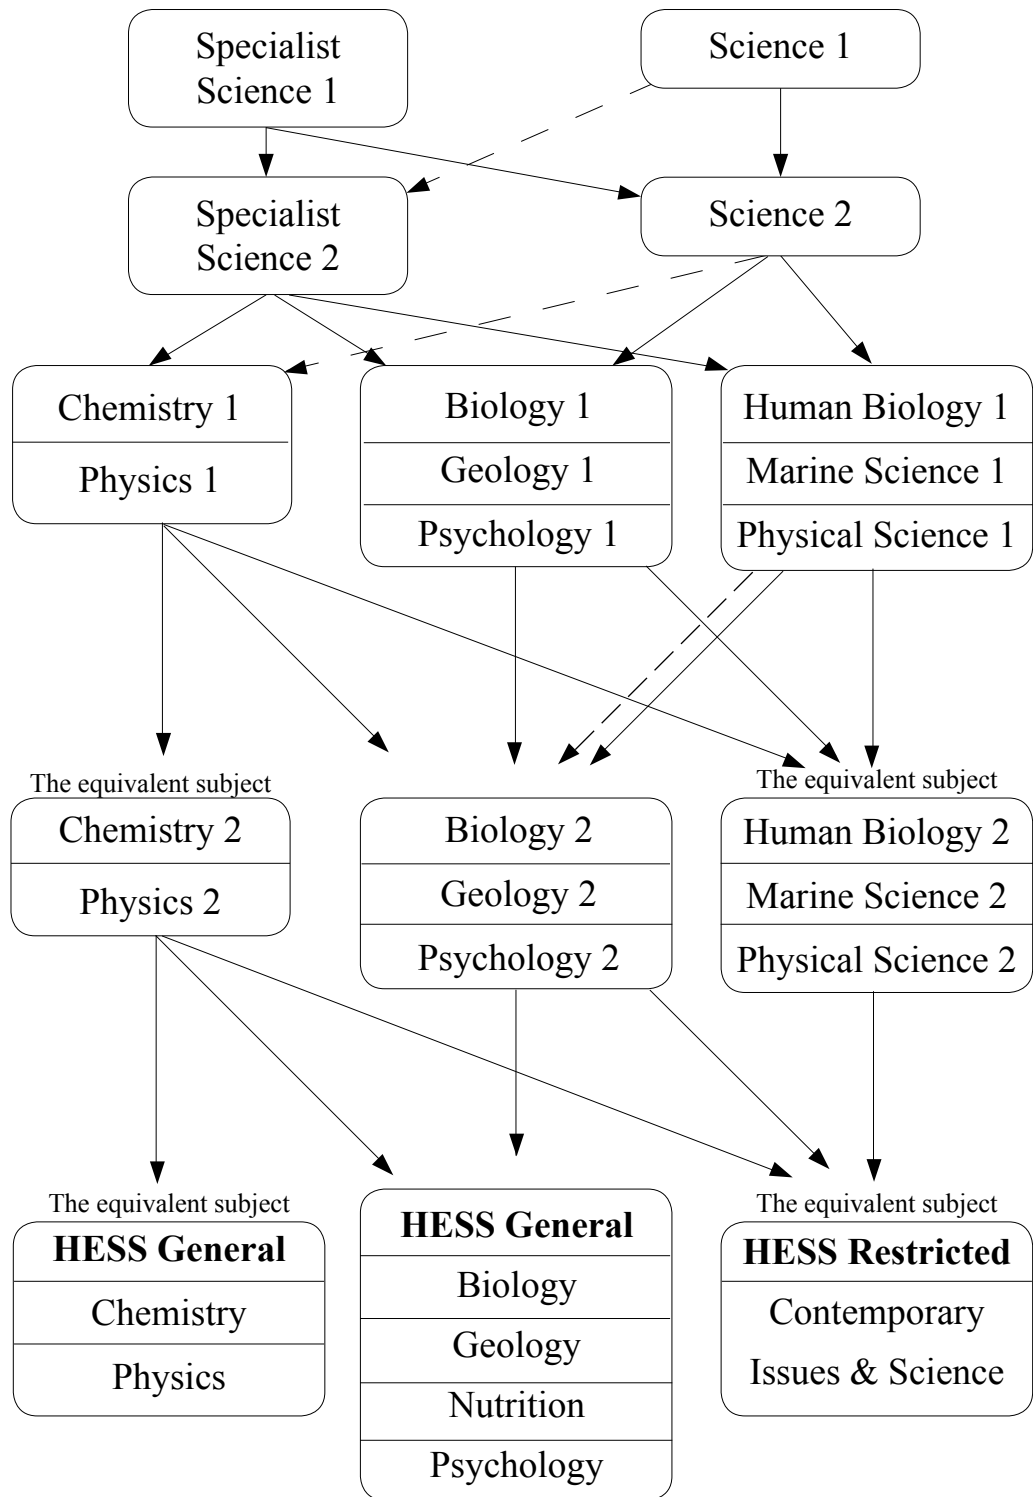 Specialist
Science 1
Science 1
Specialist
Science 2
Science 2
Chemistry 1
Physics 1
Biology 1
Geology 1
Psychology 1
Human Biology 1
Marine Science 1
Physical Science 1
The equivalent subject
Chemistry 2
Physics 2
Biology 2
Geology 2
Psychology 2
The equivalent subject
Human Biology 2
Marine Science 2
Physical Science 2
The equivalent subject
HESS General
Chemistry
Physics
HESS General
Biology
Geology
Nutrition
Psychology
The equivalent subject
HESS Restricted
Contemporary
Issues & Science